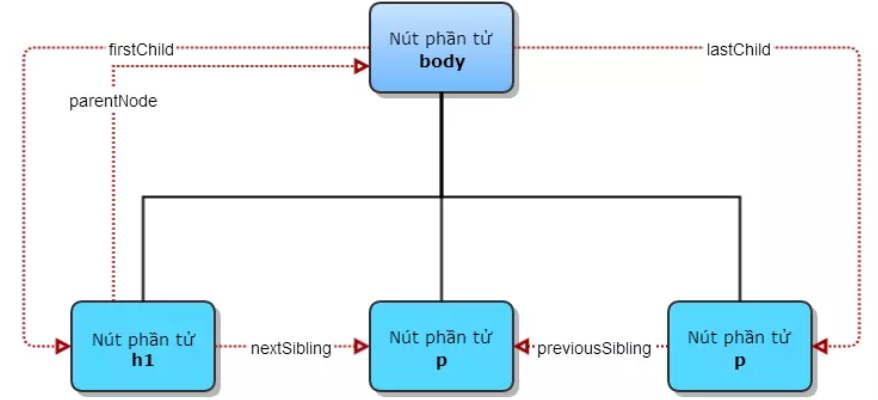 Nút phần tử
body
firstChild
lastChild
parentNode
Nút phần tử
h1
nextSibling
Nút phần tử
p
previousSibling
Nút phần tử
p